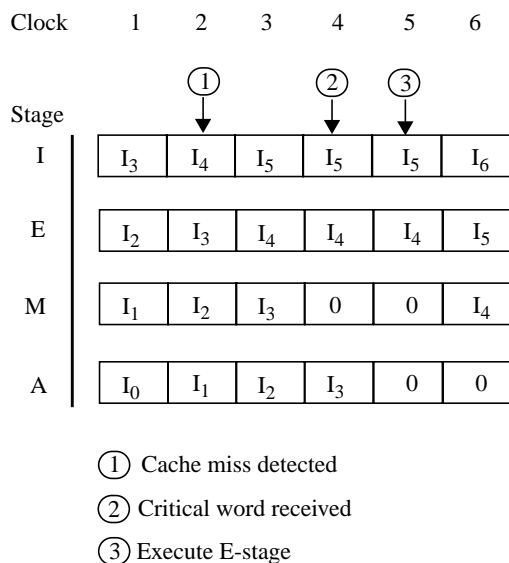 Clock 1 2 3 4 5 6
1 2 3
Stage
I I₃ I₄ I₅ I₅ I₅ I₆
E I₂ I₃ I₄ I₄ I₄ I₅
M I₁ I₂ I₃ 0 0 I₄
A I₀ I₁ I₂ I₃ 0 0
1 Cache miss detected
2 Critical word received
3 Execute E-stage